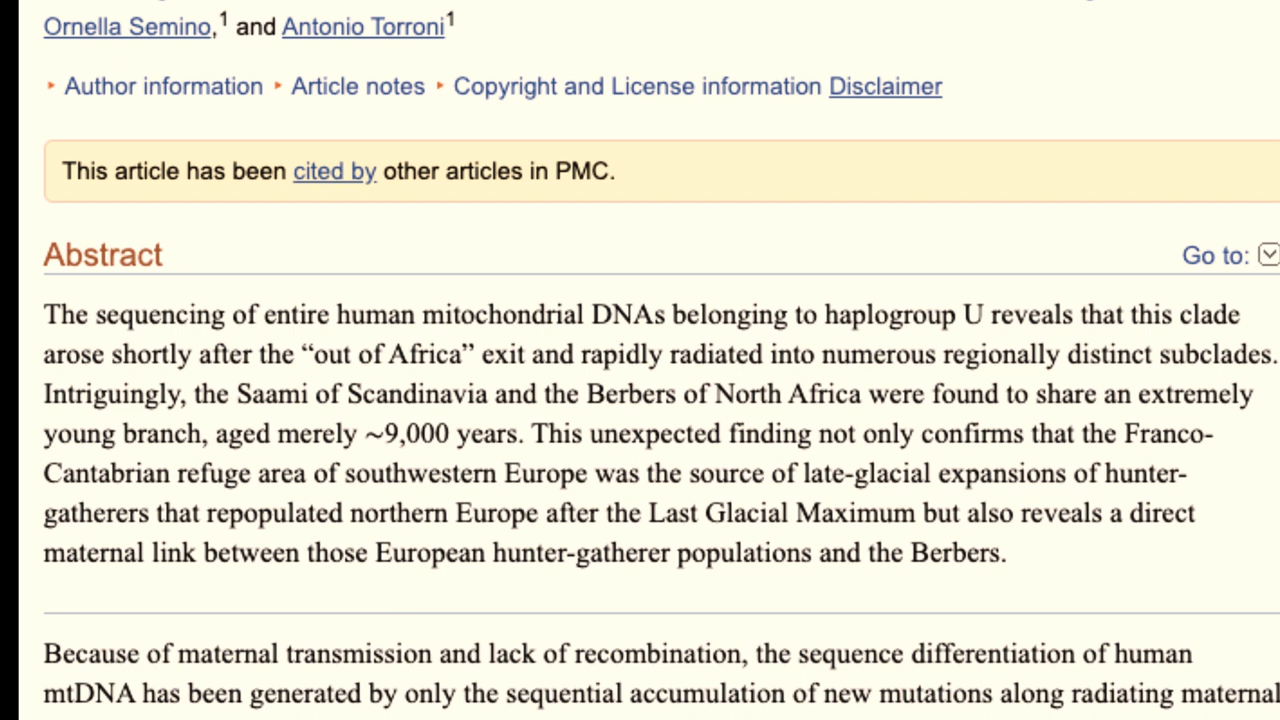 Ornella Semino,1 and Antonio Torroni1
‣ Author information ‣ Article notes ‣ Copyright and License information Disclaimer
This article has been cited by other articles in PMC.
Abstract
Go to:
The sequencing of entire human mitochondrial DNAs belonging to haplogroup U reveals that this clade
arose shortly after the “out of Africa” exit and rapidly radiated into numerous regionally distinct subclades.
Intriguingly, the Saami of Scandinavia and the Berbers of North Africa were found to share an extremely
young branch, aged merely ~9,000 years. This unexpected finding not only confirms that the Franco-
Cantabrian refuge area of southwestern Europe was the source of late-glacial expansions of hunter-
gatherers that repopulated northern Europe after the Last Glacial Maximum but also reveals a direct
maternal link between those European hunter-gatherer populations and the Berbers.
Because of maternal transmission and lack of recombination, the sequence differentiation of human
mtDNA has been generated by only the sequential accumulation of new mutations along radiating maternal